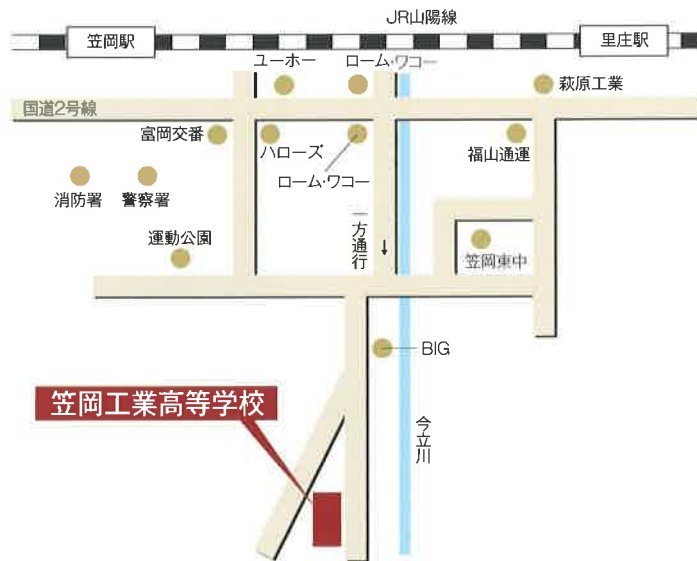 JR山陽線
笠岡駅
里庄駅
ユーホー
ローム・ワコー
萩原工業
国道2号線
富岡交番
ハローズ
ローム・ワコー
福山通運
消防署
警察署
運動公園
一方通行
↓
笠岡東中
BIG
笠岡工業高等学校
今立川